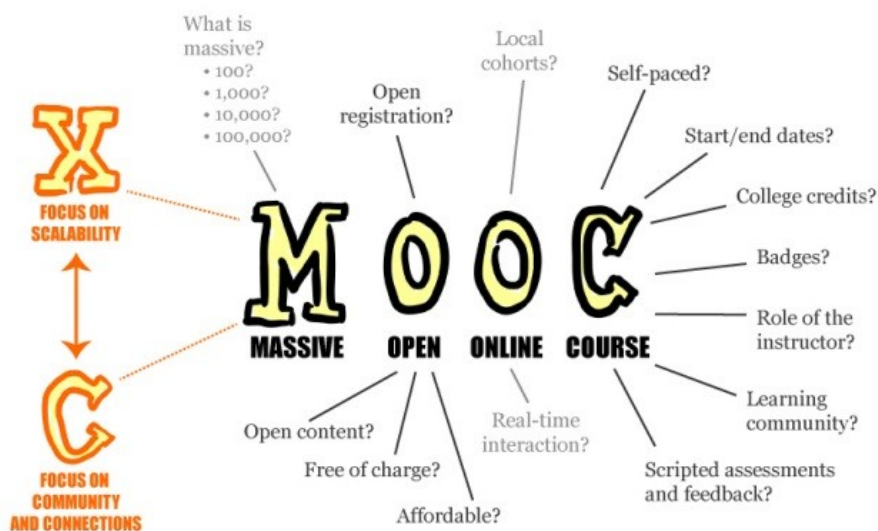 What is
massive?
• 100?
• 1,000?
• 10,000?
• 100,000?
Open
registration?
Local
cohorts?
Self-paced?
Start/end dates?
College credits?
Badges?
Role of the
instructor?
Learning
community?
Scripted assessments
and feedback?
X
FOCUS ON
SCALABILITY
C
FOCUS ON
COMMUNITY
AND CONNECTIONS
MOOC
MASSIVE OPEN ONLINE COURSE
Open content?
Free of charge?
Affordable?
Real-time
interaction?